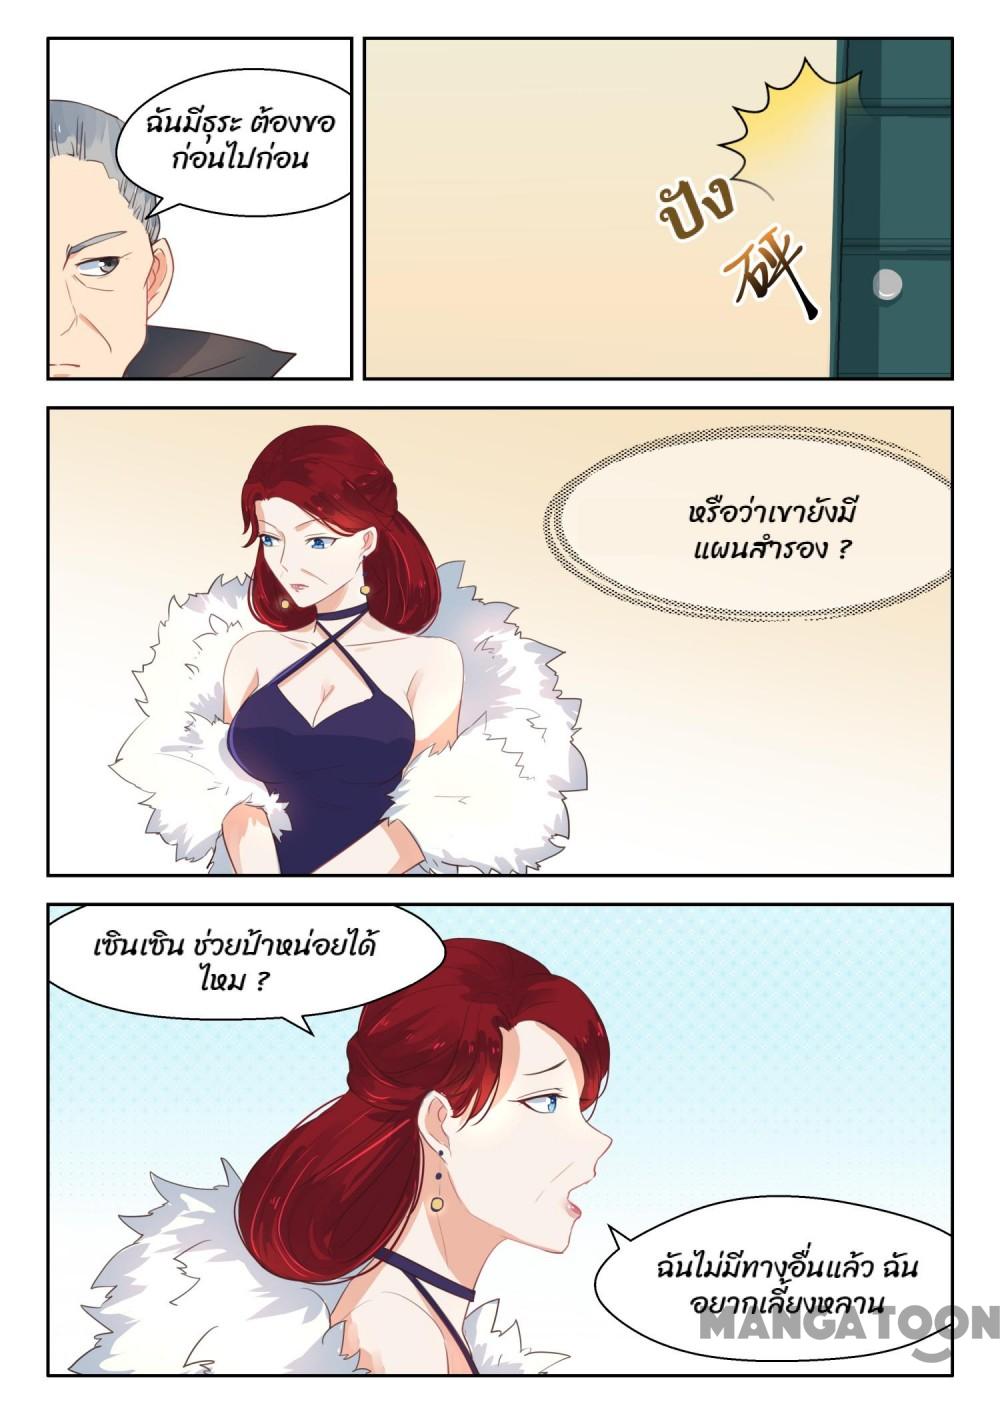 ฉันมีธุระ ต้องขอ
ก่อนไปก่อน
ปัง
砰
หรือว่าเขายังมี
แผนสำรอง ?
เซินเซิน ช่วยป้าหน่อยได้
ไหม ?
ฉันไม่มีทางอื่นแล้ว ฉัน
อยากเลี้ยงหลาน
MANGATOON